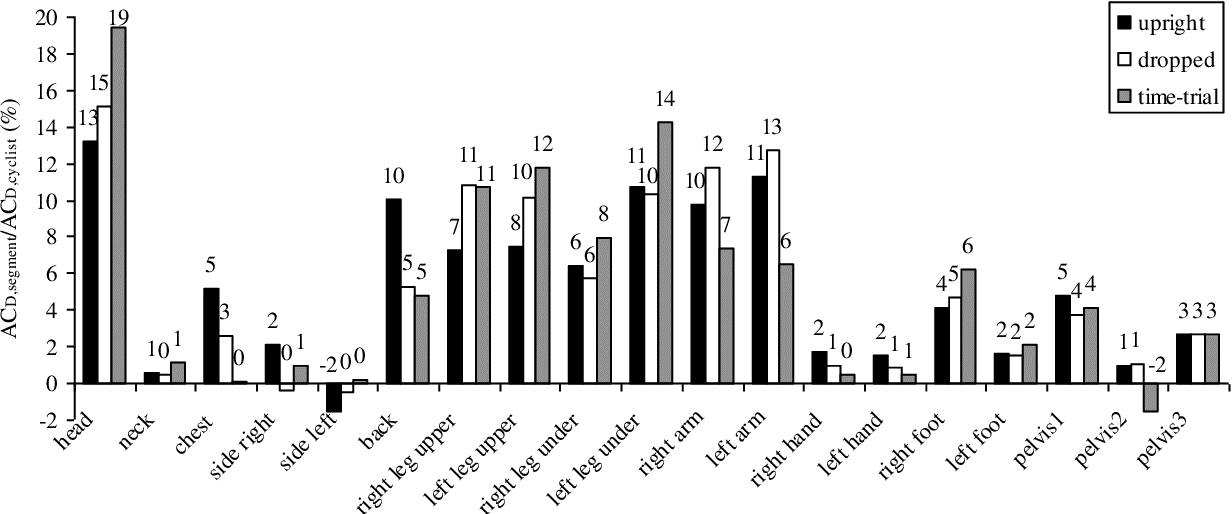 ACD,segment/ACD,cyclist (%)
20
18
16
14
12
10
8
6
4
2
0
-2
upright
dropped
time-trial
13 15 19
1 0 1
5 3 0
2 0 1
-2 0 0
10 5 5
7 11 11
8 10 12
6 6 8
11 10 14
10 12 7
11 13 6
2 1 0
2 1 1
4 5 6
2 2 2
5 4 4
1 1 -2
3 3 3
head
neck
chest
side right
side left
back
right leg upper
left leg upper
right leg under
left leg under
right arm
left arm
right hand
left hand
right foot
left foot
pelvis1
pelvis2
pelvis3